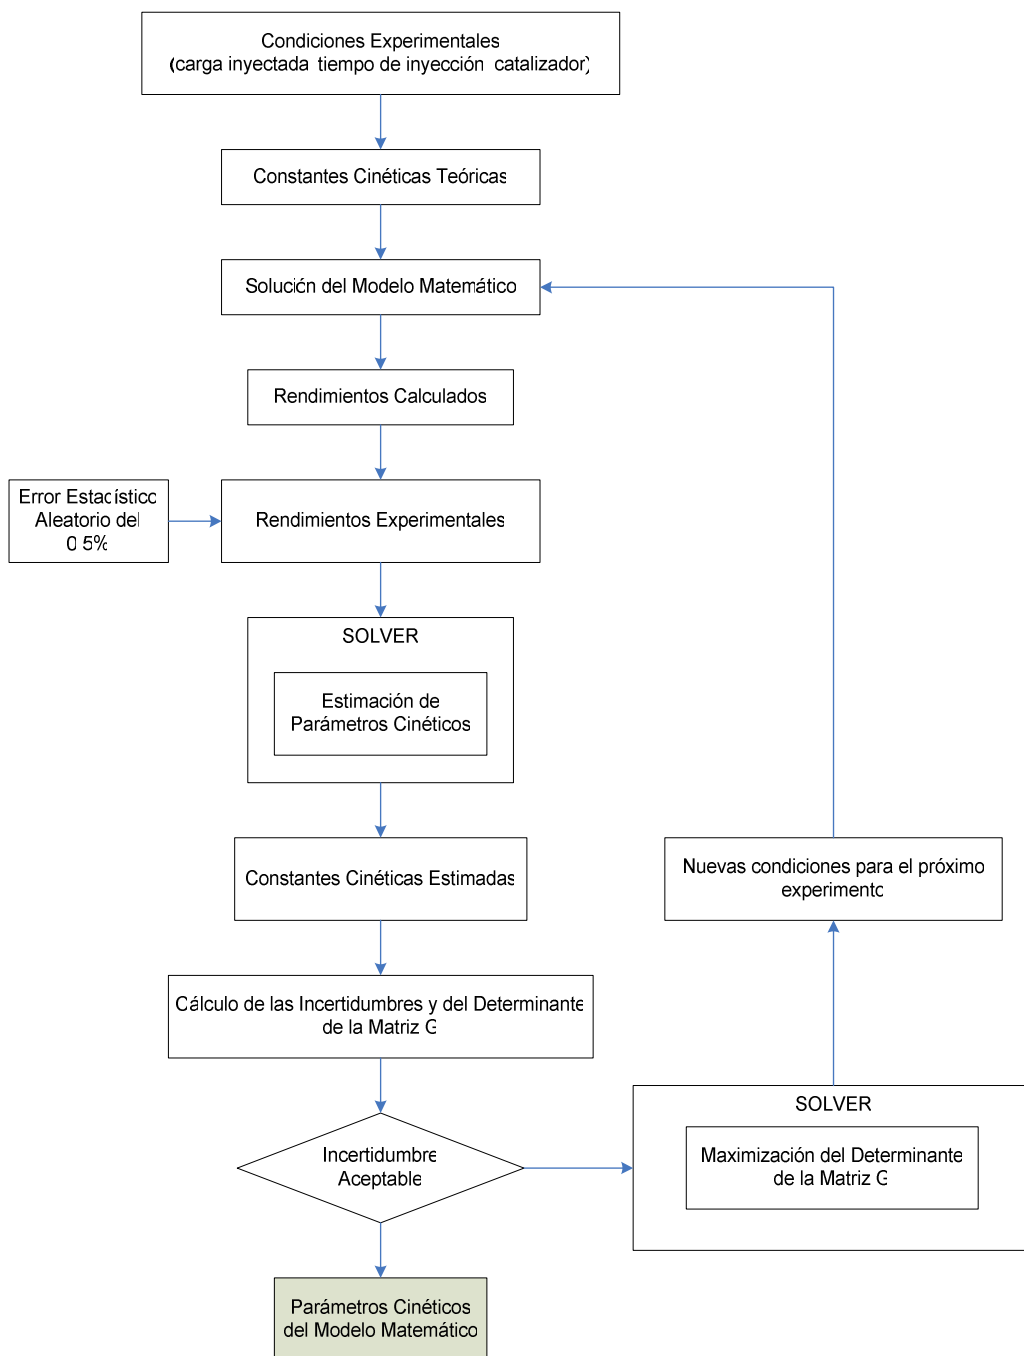 Condiciones Experimentales
(carga inyectada tiempo de inyección catalizador)
Constantes Cinéticas Teóricas
Solución del Modelo Matemático
Rendimientos Calculados
Error Estadístico
Aleatorio del
0 5%
Rendimientos Experimentales
SOLVER
Estimación de
Parámetros Cinéticos
Constantes Cinéticas Estimadas
Nuevas condiciones para el próximo
experimento
Cálculo de las Incertidumbres y del Determinante
de la Matriz G
SOLVER
Maximización del Determinante
de la Matriz G
Incertidumbre
Aceptable
Parámetros Cinéticos
del Modelo Matemático